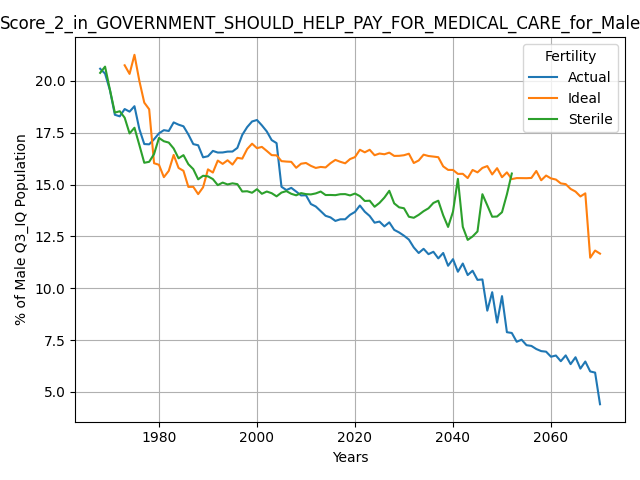 Score_2_in_GOVERNMENT_SHOULD_HELP_PAY_FOR_MEDICAL_CARE_for_Male
Fertility
Actual
Ideal
Sterile
% of Male Q3_IQ Population
20.0
17.5
15.0
12.5
10.0
7.5
5.0
1980
2000
2020
2040
2060
Years